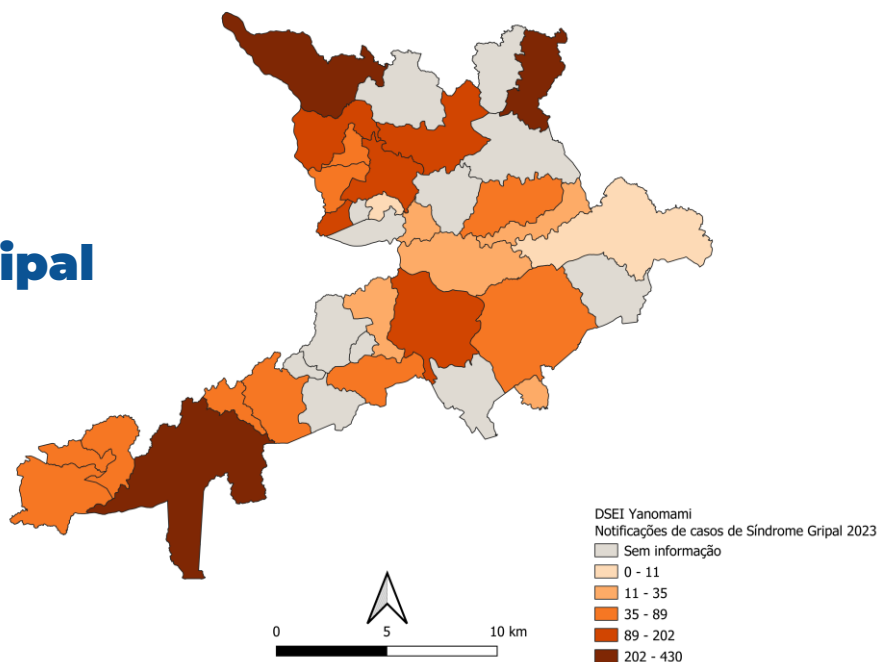 ipal
DSEI Yanomami
Notificações de casos de Síndrome Gripal 2023
Sem informação
0 - 11
11 - 35
35 - 89
89 - 202
202 - 430
0 5 10 km